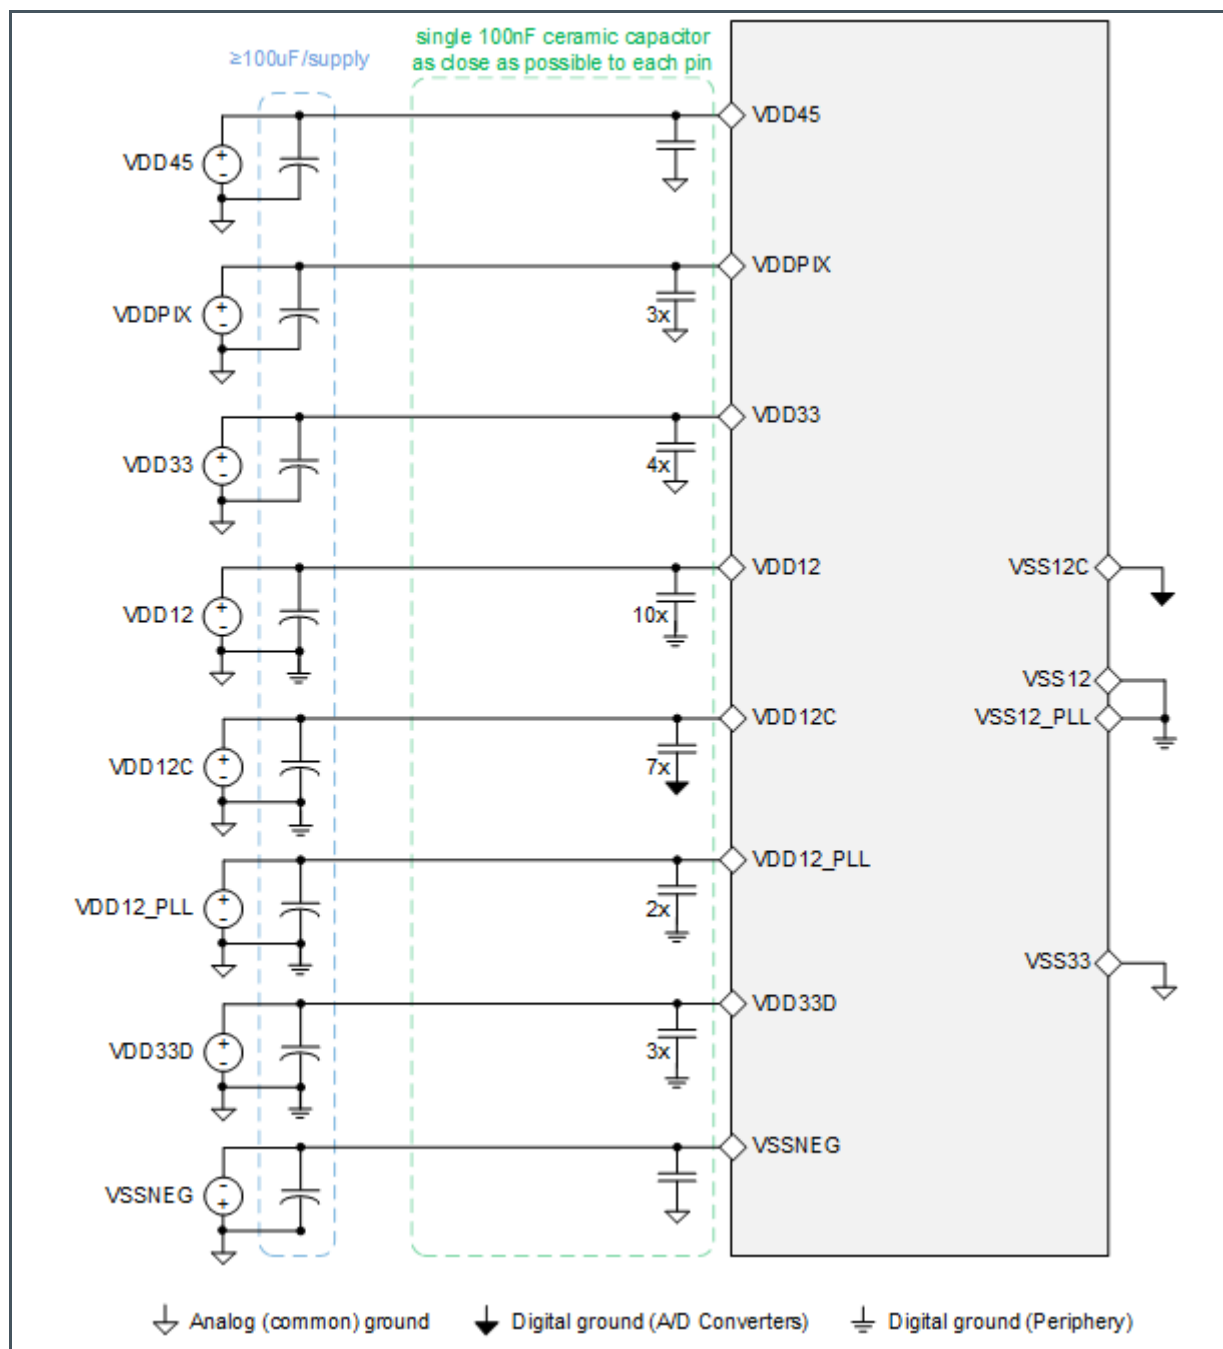 single 100nF ceramic capacitor
≥100uF/supply
as close as possible to each pin
VDD45
+
-
VDD45
VDDPIX
+
-
3x
VDDPIX
VDD33
+
-
4x
VDD33
VDD12
+
-
10x
VDD12
VSS12C
VSS12
VDD12C
+
-
7x
VDD12C
VSS12_PLL
VDD12_PLL
+
-
2x
VDD12_PLL
VSS33
VDD33D
+
-
3x
VDD33D
VSSNEG
-
+
VSSNEG
Analog (common) ground
Digital ground (A/D Converters)
Digital ground (Periphery)